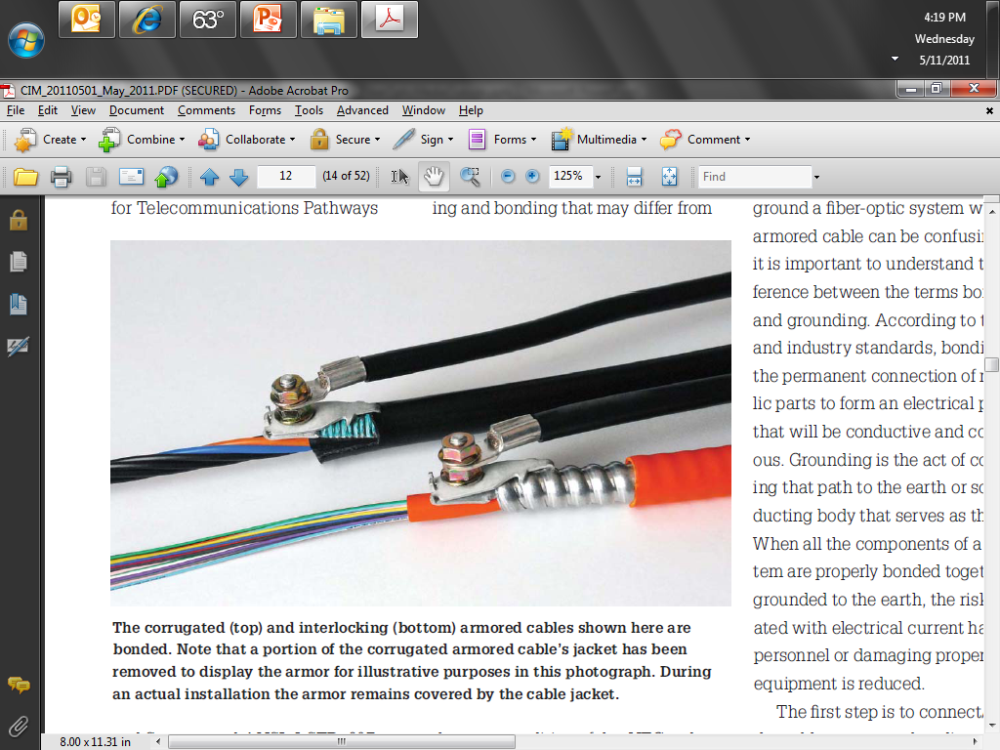 63°
4:19 PM
Wednesday
5/11/2011
CIM_20110501_May_2011.PDF (SECURED) - Adobe Acrobat Pro
File Edit View Document Comments Forms Tools Advanced Window Help
Create Combine Collaborate Secure Sign Forms Multimedia Comment
12 (14 of 52) 125% Find
for Telecommunications Pathways
ing and bonding that may differ from
The corrugated (top) and interlocking (bottom) armored cables shown here are
bonded. Note that a portion of the corrugated armored cable's jacket has been
removed to display the armor for illustrative purposes in this photograph. During
an actual installation the armor remains covered by the cable jacket.
ground a fiber-optic system w
armored cable can be confusi
it is important to understand t
ference between the terms bo
and grounding. According to t
and industry standards, bondi
the permanent connection of
lic parts to form an electrical p
that will be conductive and co
ous. Grounding is the act of co
ing that path to the earth or so
ducting body that serves as th
When all the components of a
tem are properly bonded toget
grounded to the earth, the risk
ated with electrical current ha
personnel or damaging proper
equipment is reduced.
The first step is to connect
8.00 x 11.31 in